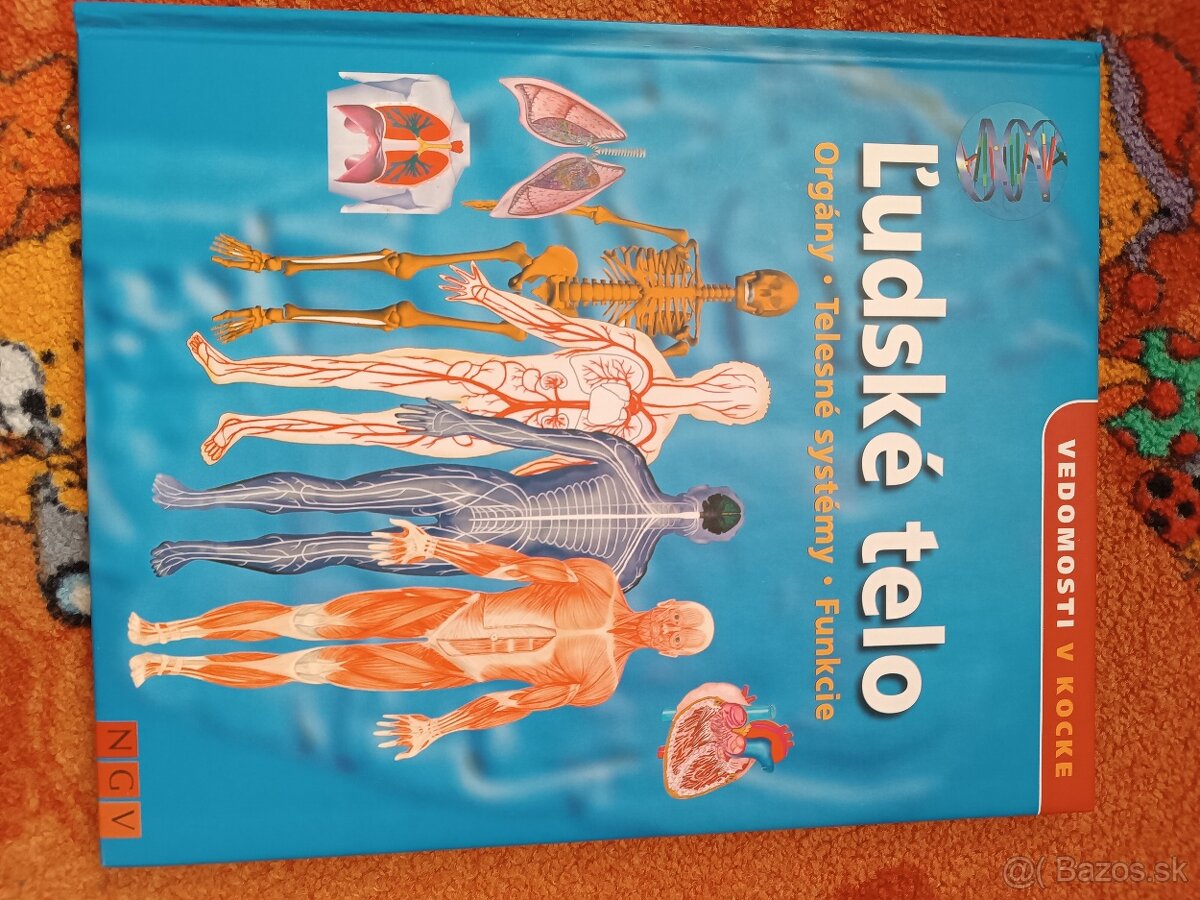 VEDOMOSTI V KOCKE
Ľudské telo
Orgány · Telesné systémy · Funkcie
NGV
@( Bazos.sk